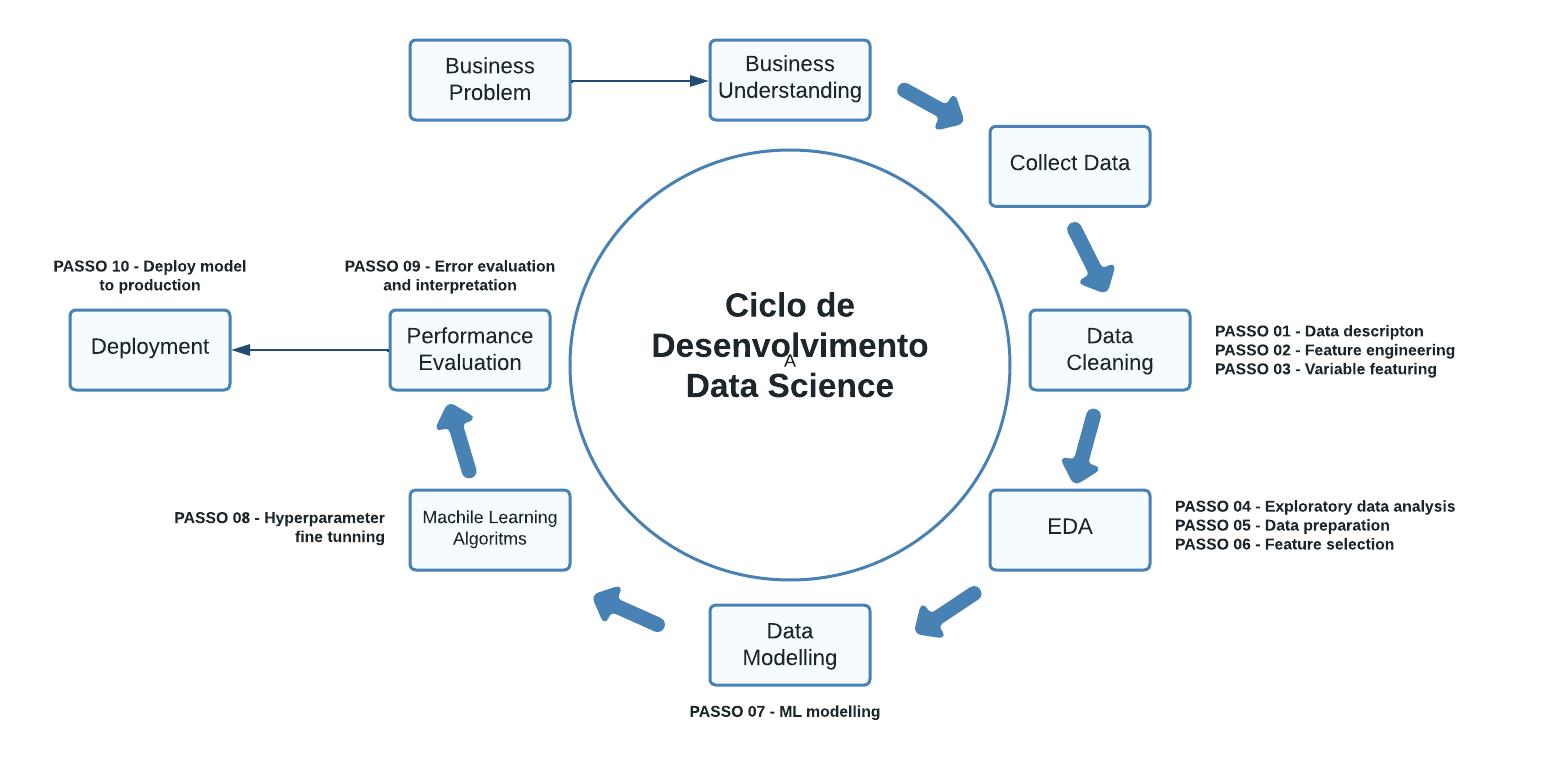 Business
Problem
Business
Understanding
Collect Data
PASSO 10 - Deploy model
to production
PASSO 09 - Error evaluation
and interpretation
Deployment
Performance
Evaluation
Ciclo de
Desenvolvimento
A
Data Science
Data
Cleaning
PASSO 01 - Data descripton
PASSO 02 - Feature engineering
PASSO 03 - Variable featuring
PASSO 08 - Hyperparameter
fine tunning
Machile Learning
Algoritms
EDA
PASSO 04 - Exploratory data analysis
PASSO 05 - Data preparation
PASSO 06 - Feature selection
Data
Modelling
PASSO 07 - ML modelling